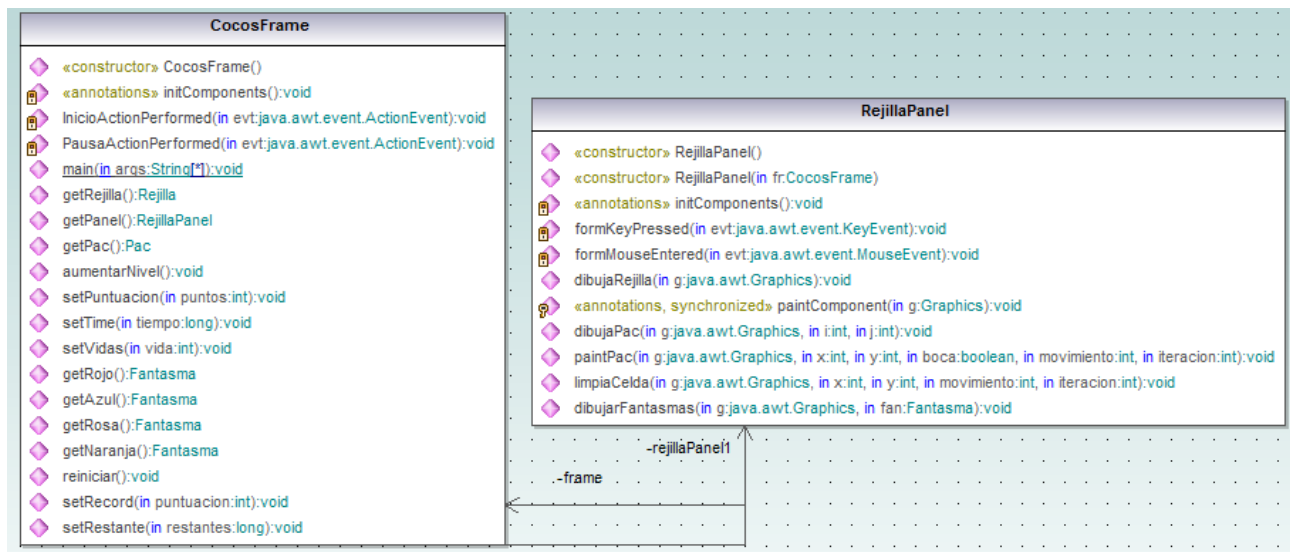 CocosFrame
«constructor» CocosFrame()
«annotations» initComponents():void
InicioActionPerformed(in evt:java.awt.event.ActionEvent):void
PausaActionPerformed(in evt:java.awt.event.ActionEvent):void
main(in args:String[*]):void
getRejilla():Rejilla
getPanel():RejillaPanel
getPac():Pac
aumentarNivel():void
setPuntuacion(in puntos:int):void
setTime(in tiempo:long):void
setVidas(in vida:int):void
getRojo():Fantasma
getAzul():Fantasma
getRosa():Fantasma
getNaranja():Fantasma
reiniciar():void
setRecord(in puntuacion:int):void
setRestante(in restantes:long):void
RejillaPanel
«constructor» RejillaPanel()
«constructor» RejillaPanel(in fr:CocosFrame)
«annotations» initComponents():void
formKeyPressed(in evt:java.awt.event.KeyEvent):void
formMouseEntered(in evt:java.awt.event.MouseEvent):void
dibujaRejilla(in g:java.awt.Graphics):void
«annotations, synchronized» paintComponent(in g:Graphics):void
dibujaPac(in g:java.awt.Graphics, in i:int, in j:int):void
paintPac(in g:java.awt.Graphics, in x:int, in y:int, in boca:boolean, in movimiento:int, in iteracion:int):void
limpiaCelda(in g:java.awt.Graphics, in x:int, in y:int, in movimiento:int, in iteracion:int):void
dibujarFantasmas(in g:java.awt.Graphics, in fan:Fantasma):void
-rejillaPanel1
-frame